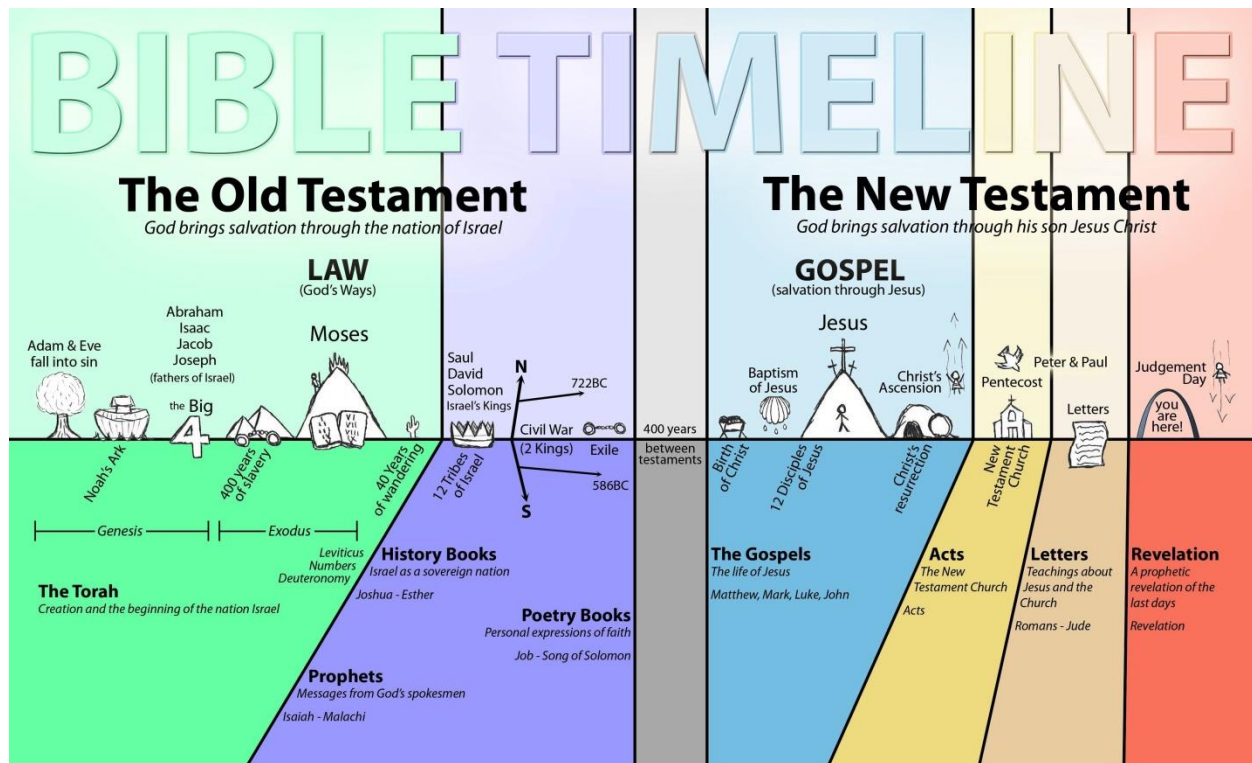 BIBLE TIMELINE
The Old Testament
God brings salvation through the nation of Israel
LAW
(God's Ways)
Adam & Eve
fall into sin
Noah's Ark
Abraham
Isaac
Jacob
Joseph
(fathers of Israel)
the Big
4
400 years
of slavery
Moses
40 Years
of wandering
Genesis
Exodus
Leviticus
Numbers
Deuteronomy
The Torah
Creation and the beginning of the nation Israel
Saul
David
Solomon
Israel's Kings
12 Tribes
of Israel
N
722BC
Civil War
(2 Kings)
Exile
586BC
S
History Books
Israel as a sovereign nation
Joshua - Esther
Poetry Books
Personal expressions of faith
Job - Song of Solomon
Prophets
Messages from God's spokesmen
Isaiah - Malachi
400 years
between
testaments
The New Testament
God brings salvation through his son Jesus Christ
GOSPEL
(salvation through Jesus)
Birth
of Christ
Baptism
of Jesus
Jesus
12 Disciples
of Jesus
Christ's
Ascension
Christ's
resurrection
The Gospels
The life of Jesus
Matthew, Mark, Luke, John
Pentecost
New
Testament
Church
Acts
The New
Testament Church
Acts
Peter & Paul
Letters
Letters
Teachings about
Jesus and the
Church
Romans - Jude
Judgement
Day
you
are
here!
Revelation
A prophetic
revelation of the
last days
Revelation